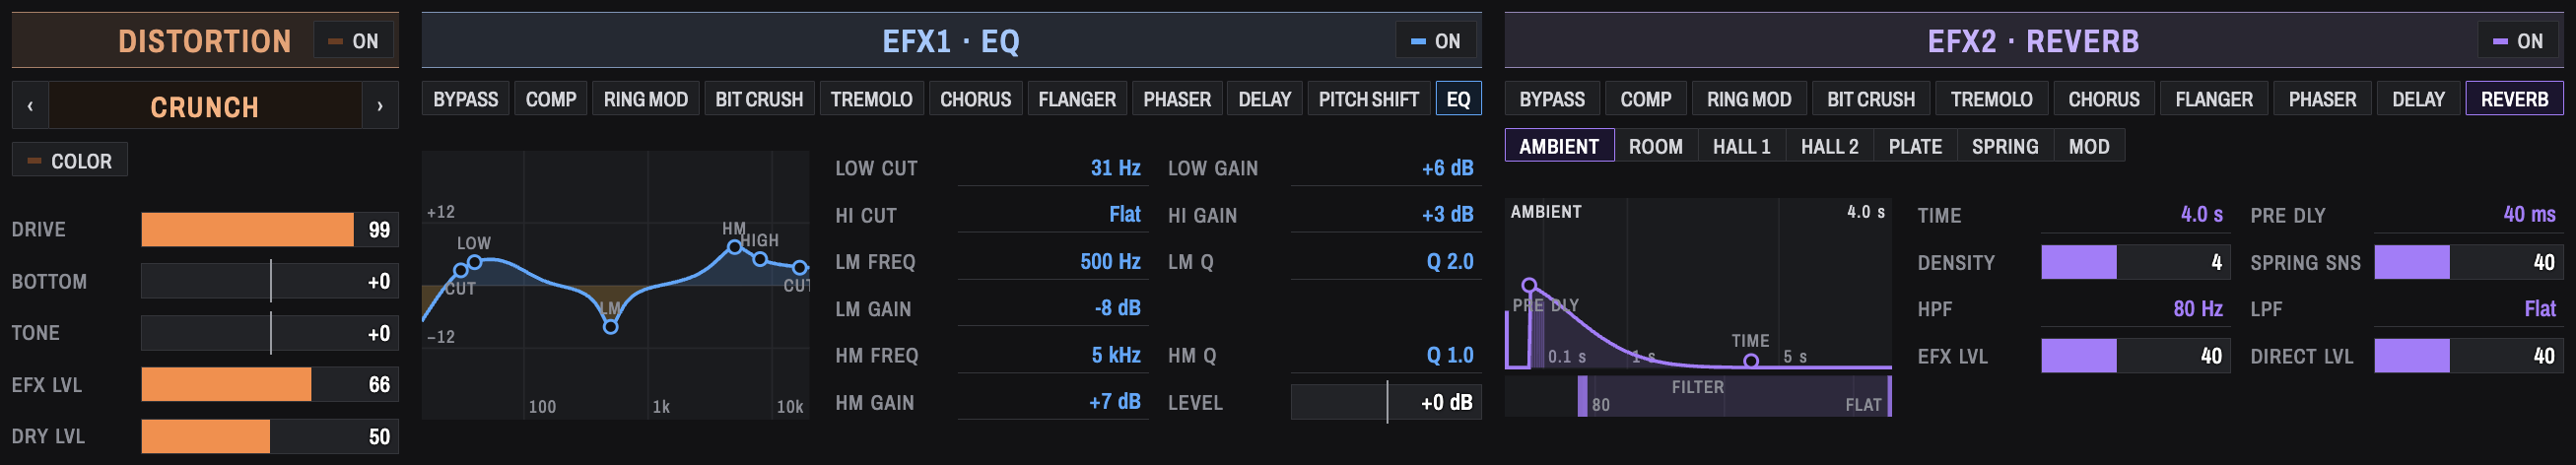 DISTORTION
ON
‹ CRUNCH ›
COLOR
DRIVE 99
BOTTOM +0
TONE +0
EFX LVL 66
DRY LVL 50
EFX1 · EQ
ON
BYPASS COMP RING MOD BIT CRUSH TREMOLO CHORUS FLANGER PHASER DELAY PITCH SHIFT EQ
+12
-12
LOW
CUT
LM
HM
HIGH
CUT
100 1k 10k
LOW CUT 31 Hz LOW GAIN +6 dB
HI CUT Flat HI GAIN +3 dB
LM FREQ 500 Hz LM Q Q 2.0
LM GAIN -8 dB
HM FREQ 5 kHz HM Q Q 1.0
HM GAIN +7 dB LEVEL +0 dB
EFX2 · REVERB
ON
BYPASS COMP RING MOD BIT CRUSH TREMOLO CHORUS FLANGER PHASER DELAY REVERB
AMBIENT ROOM HALL 1 HALL 2 PLATE SPRING MOD
AMBIENT 4.0 s
PRE DLY
TIME
0.1 s 1 s 5 s
FILTER
80 FLAT
TIME 4.0 s PRE DLY 40 ms
DENSITY 4 SPRING SNS 40
HPF 80 Hz LPF Flat
EFX LVL 40 DIRECT LVL 40